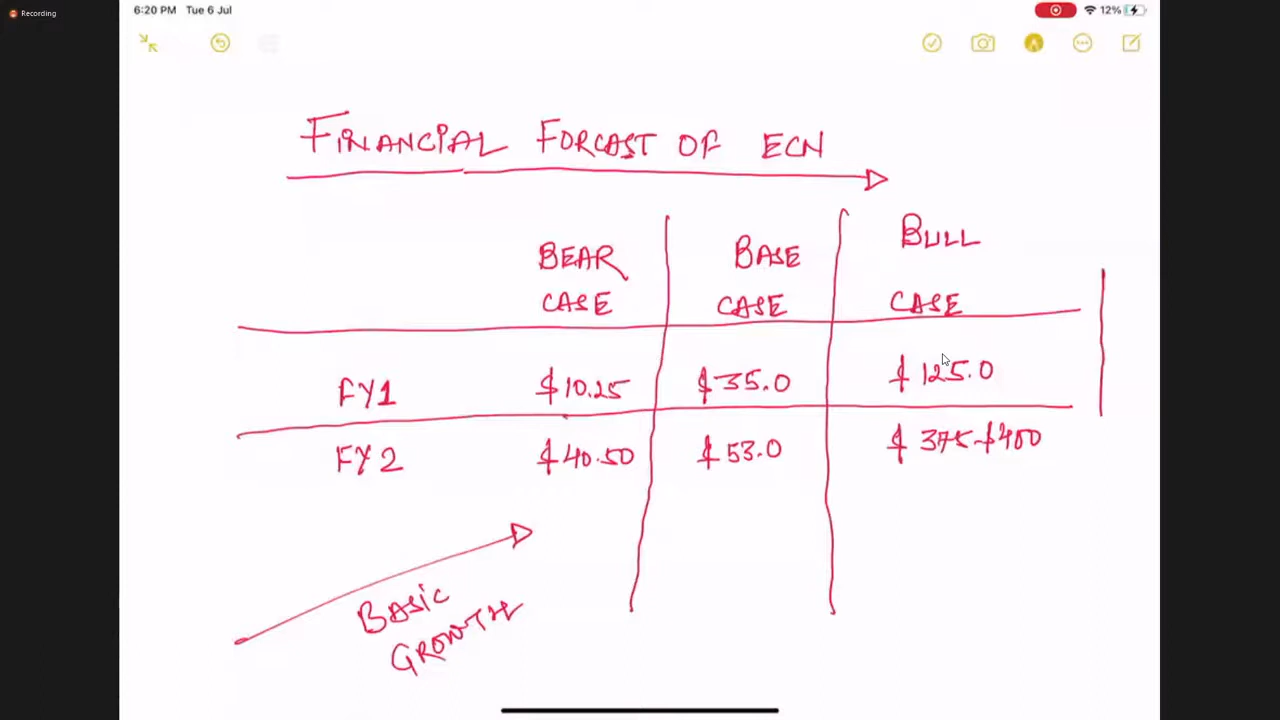 Recording
6:20 PM Tue 6 Jul
12%
FINANCIAL FORCAST OF ECN
BEAR CASE
BASE CASE
BULL CASE
FY1 $10.25 $35.0 $125.0
FY2 $40.50 $53.0 $375-$400
BASIC
GROWTH